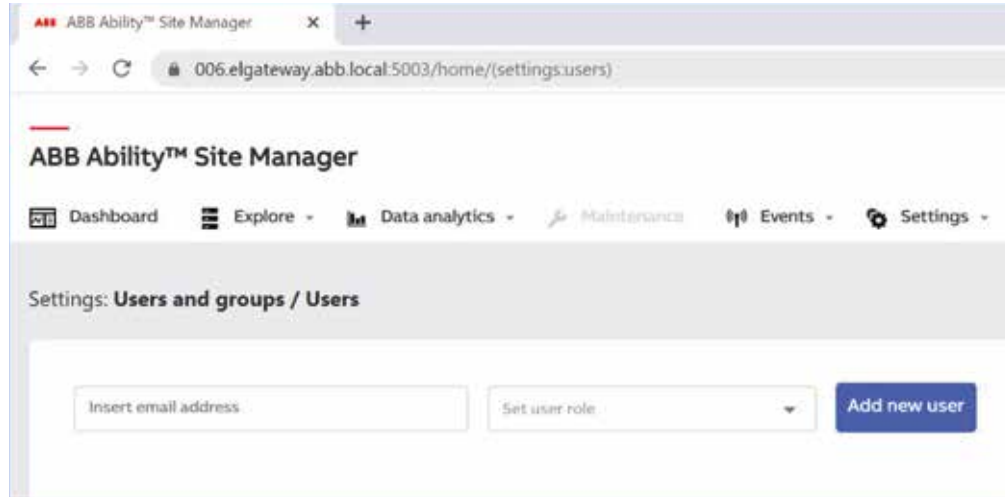 ABB ABB Ability™ Site Manager × +
006.elgateway.abb.local:5003/home/(settings:users)
ABB Ability™ Site Manager
Dashboard Explore Data analytics Maintenance Events Settings
Settings: Users and groups / Users
Insert email address Set user role Add new user